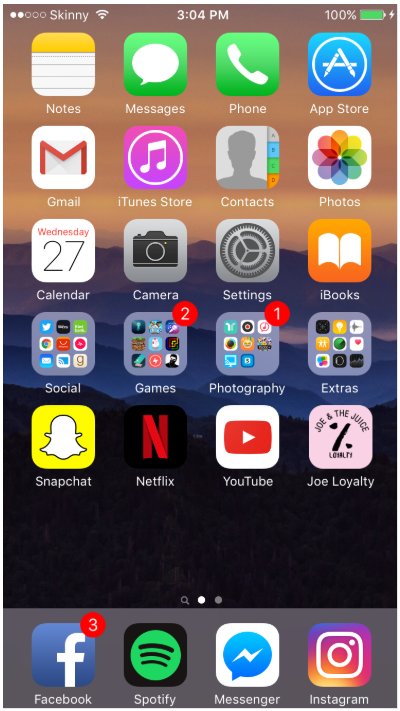 Skinny 3:04 PM 100%
Notes Messages Phone App Store
Gmail iTunes Store Contacts Photos
Wednesday
27
Calendar Camera Settings iBooks
2 1
Social Games Photography Extras
JOE & THE JUICE
LOYALTY
Snapchat Netflix YouTube Joe Loyalty
3
Facebook Spotify Messenger Instagram